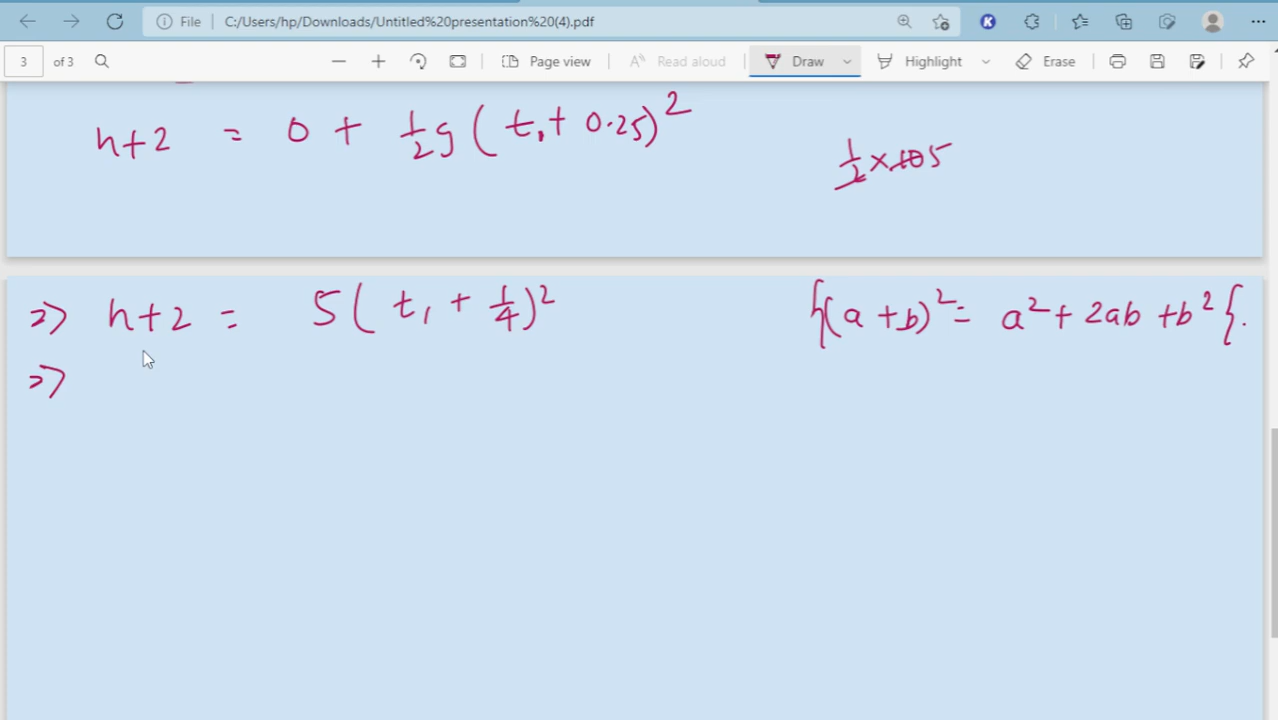 File C:/Users/hp/Downloads/Untitled%20presentation%20(4).pdf
3 of 3 Page view Read aloud Draw Highlight Erase
h+2 = 0 + 1/2 g (t₁ + 0.25)²
1/2 × 10 5
⇒ h+2 = 5 ( t₁ + 1/4 )² {(a+b)² = a² + 2ab + b²}.
⇒